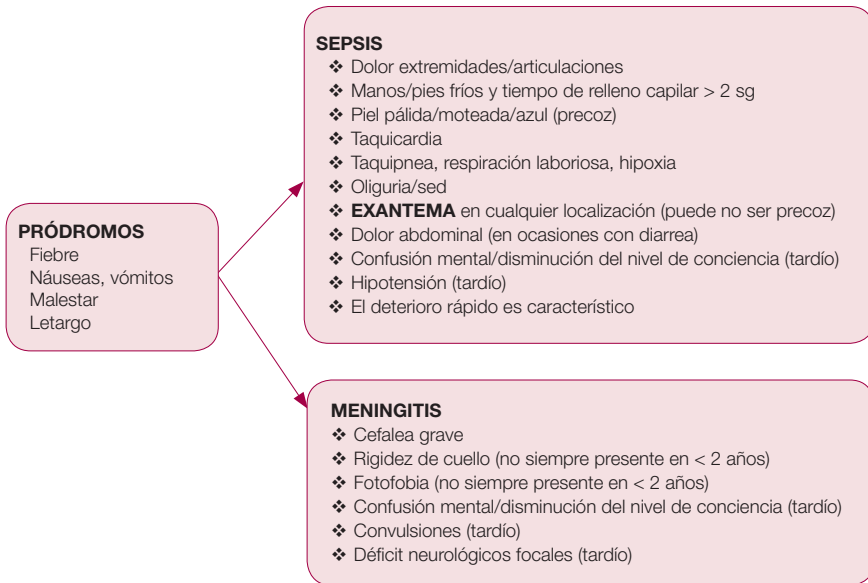 PRÓDROMOS
Fiebre
Náuseas, vómitos
Malestar
Letargo
SEPSIS
❖ Dolor extremidades/articulaciones
❖ Manos/pies fríos y tiempo de relleno capilar > 2 sg
❖ Piel pálida/moteada/azul (precoz)
❖ Taquicardia
❖ Taquipnea, respiración laboriosa, hipoxia
❖ Oliguria/sed
❖ EXANTEMA en cualquier localización (puede no ser precoz)
❖ Dolor abdominal (en ocasiones con diarrea)
❖ Confusión mental/disminución del nivel de conciencia (tardío)
❖ Hipotensión (tardío)
❖ El deterioro rápido es característico
MENINGITIS
❖ Cefalea grave
❖ Rigidez de cuello (no siempre presente en < 2 años)
❖ Fotofobia (no siempre presente en < 2 años)
❖ Confusión mental/disminución del nivel de conciencia (tardío)
❖ Convulsiones (tardío)
❖ Déficit neurológicos focales (tardío)